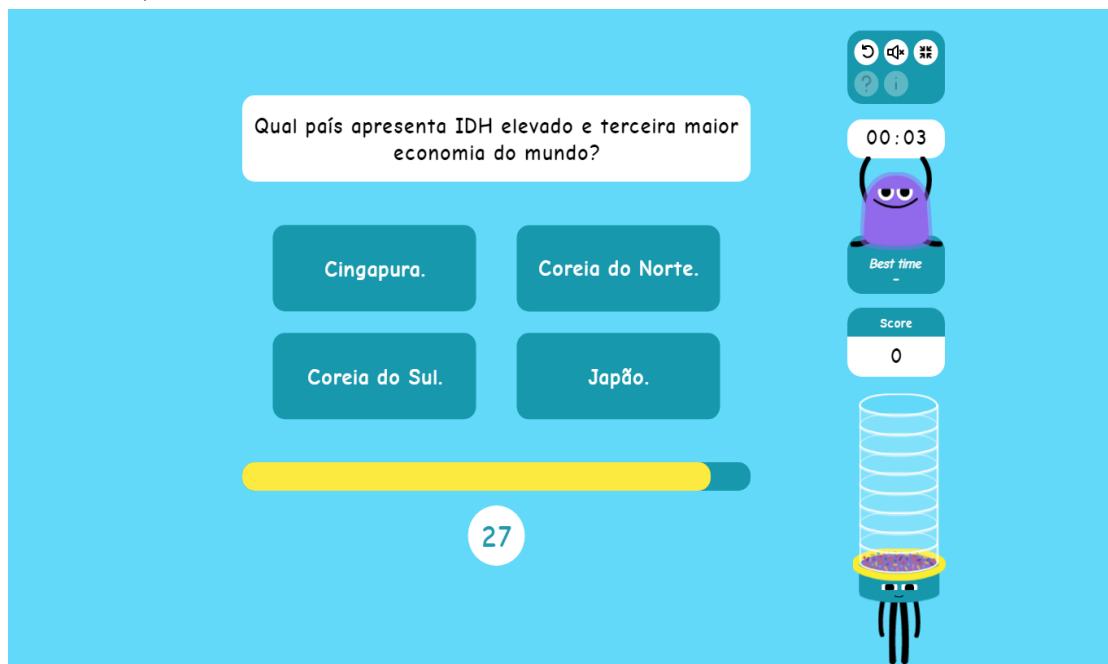 Qual país apresenta IDH elevado e terceira maior
economia do mundo?
Cingapura.
Coreia do Norte.
Coreia do Sul.
Japão.
27
00:03
Best time
-
Score
0